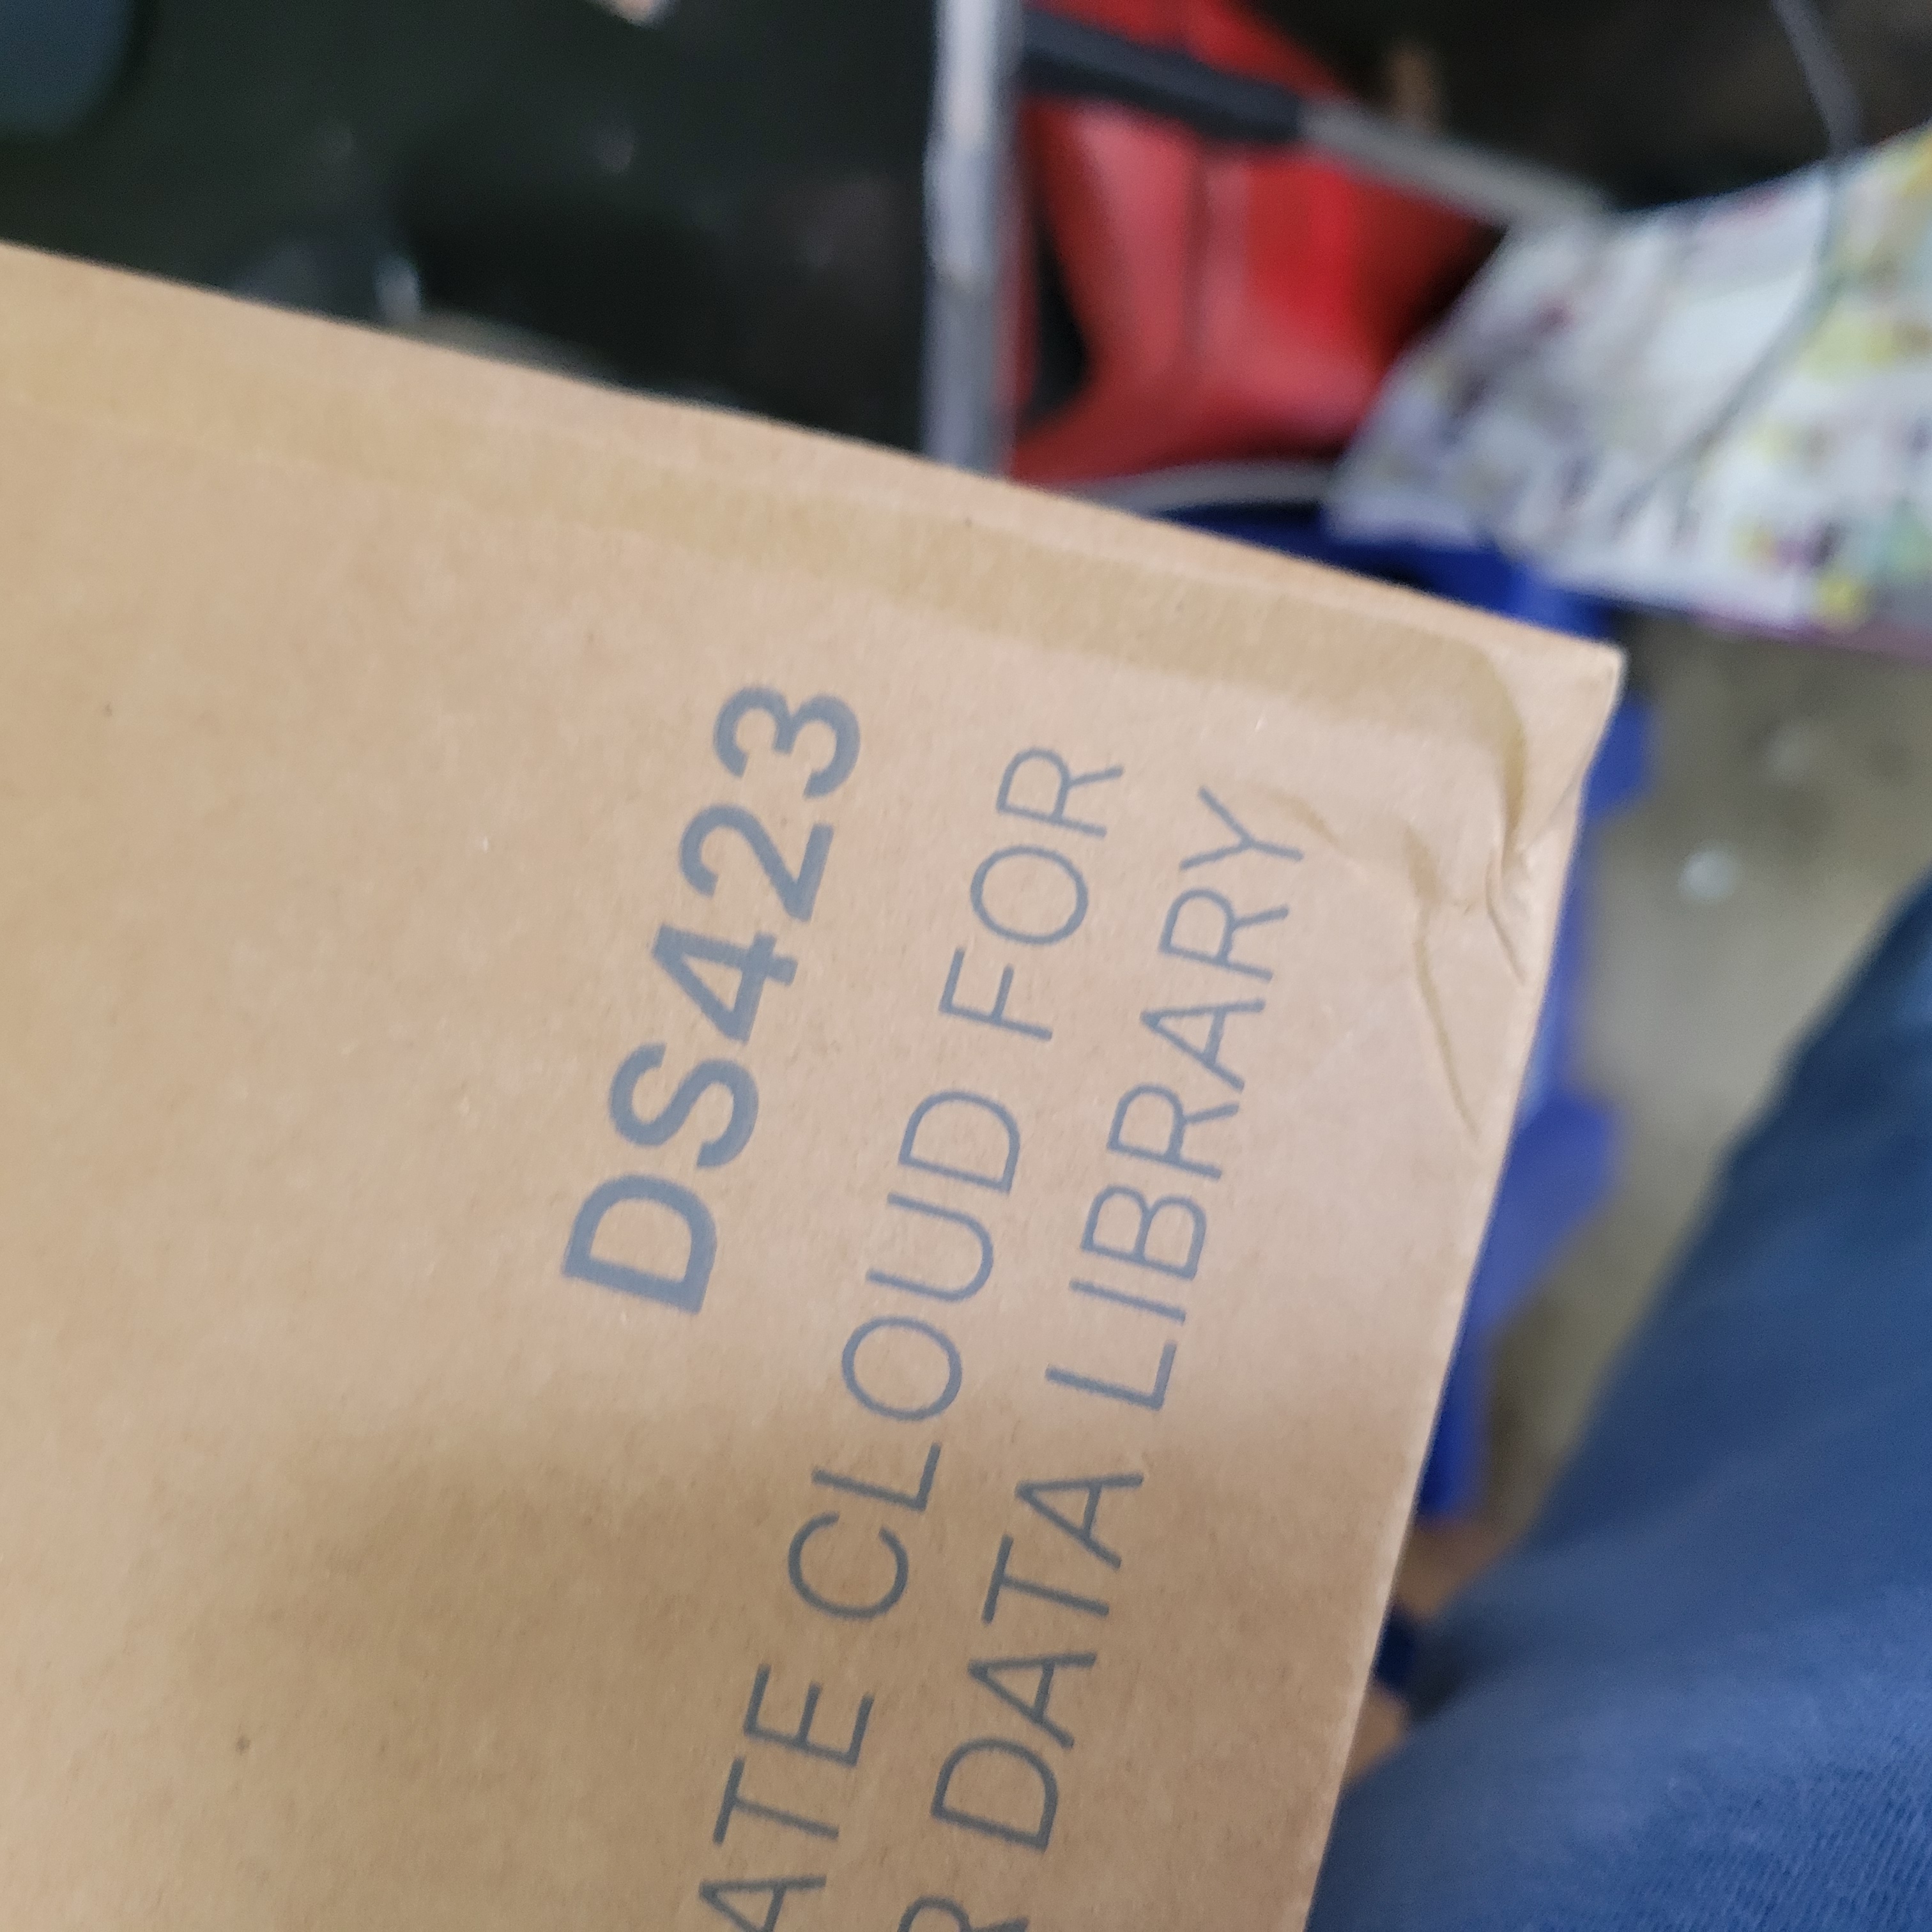 DS423
ATE CLOUD FOR
R DATA LIBRARY